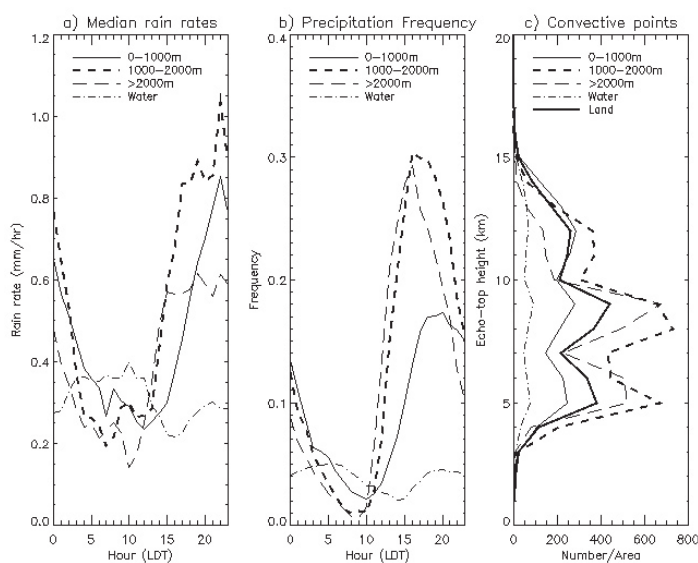 a) Median rain rates
b) Precipitation Frequency
c) Convective points
1.2
1.0
0.8
0.6
0.4
0.2
0.0
Rain rate (mm/hr)
0-1000m
1000-2000m
>2000m
Water
0
5
10
15
20
Hour (LDT)
0.4
0.3
0.2
0.1
0.0
Frequency
0-1000m
1000-2000m
>2000m
Water
0
5
10
15
20
Hour (LDT)
20
15
10
5
0
Echo-top height (km)
0-1000m
1000-2000m
>2000m
Water
Land
0
200
400
600
800
Number/Area